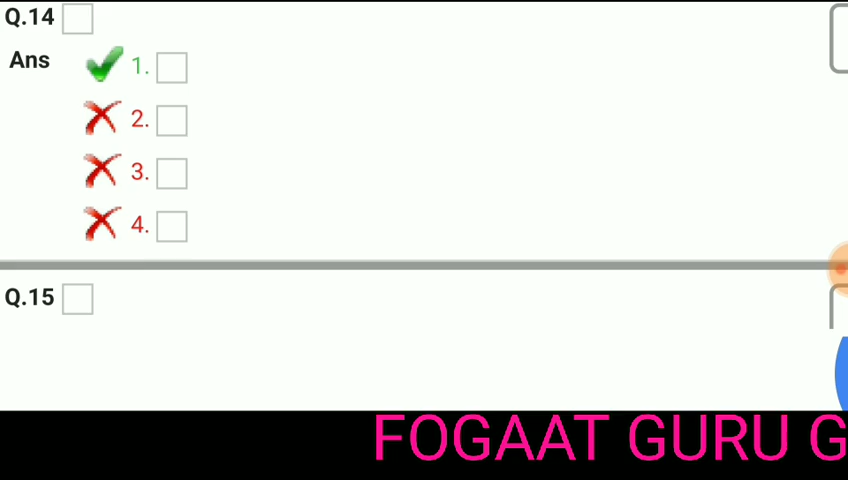 Q.14
Ans 1.
2.
3.
4.
Q.15
FOGAAT GURU G